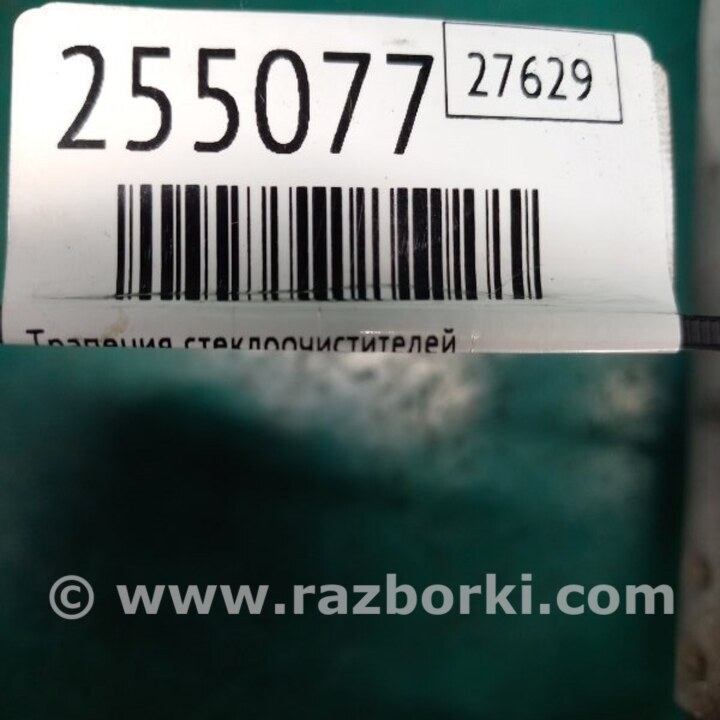 255077
27629
Трапеция стеклоочистителей
© www.razborki.com